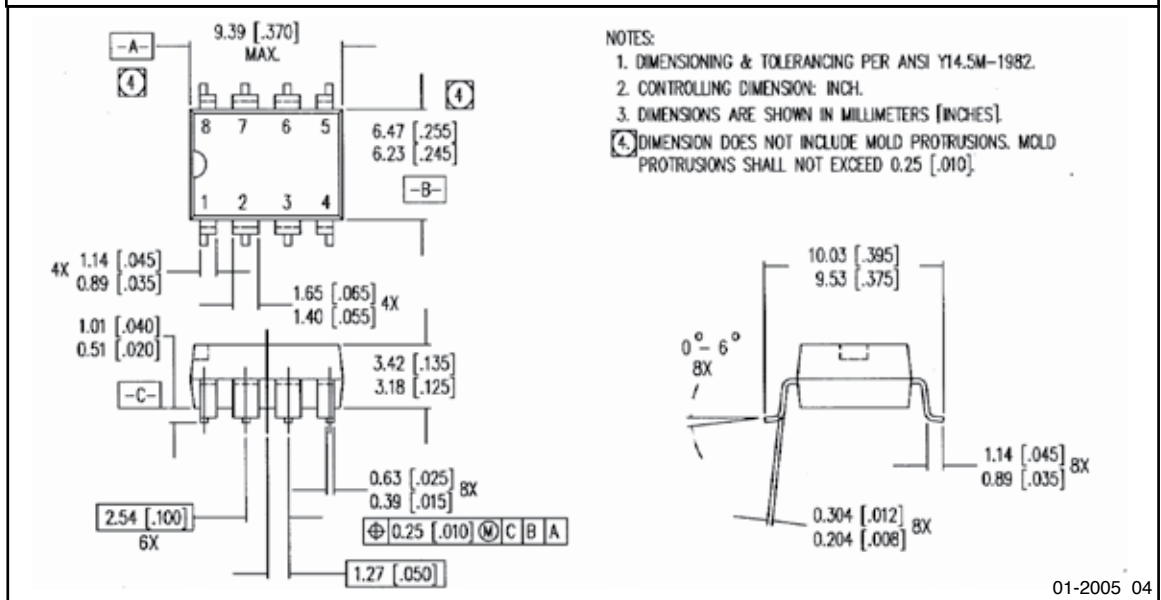 9.39 [.370]
MAX.
-A-
4
4
8 7 6 5
1 2 3 4
6.47 [.255]
6.23 [.245]
-B-
4X 1.14 [.045]
0.89 [.035]
1.65 [.065] 4X
1.40 [.055]
1.01 [.040]
0.51 [.020]
-C-
3.42 [.135]
3.18 [.125]
0.63 [.025] 8X
0.39 [.015]
2.54 [.100]
6X
⌖ 0.25 [.010] Ⓜ C B A
1.27 [.050]
NOTES:
1. DIMENSIONING & TOLERANCING PER ANSI Y14.5M-1982.
2. CONTROLLING DIMENSION: INCH.
3. DIMENSIONS ARE SHOWN IN MILLIMETERS [INCHES].
4. DIMENSION DOES NOT INCLUDE MOLD PROTRUSIONS. MOLD
PROTRUSIONS SHALL NOT EXCEED 0.25 [.010].
10.03 [.395]
9.53 [.375]
0°-6°
8X
1.14 [.045] 8X
0.89 [.035]
0.304 [.012] 8X
0.204 [.008]
01-2005 04